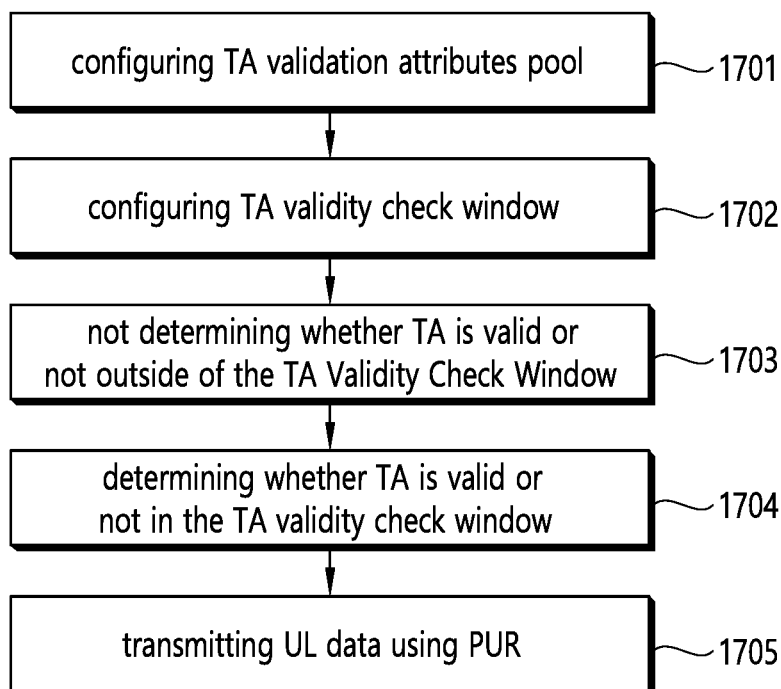 configuring TA validation attributes pool
1701
configuring TA validity check window
1702
not determining whether TA is valid or
not outside of the TA Validity Check Window
1703
determining whether TA is valid or
not in the TA validity check window
1704
transmitting UL data using PUR
1705